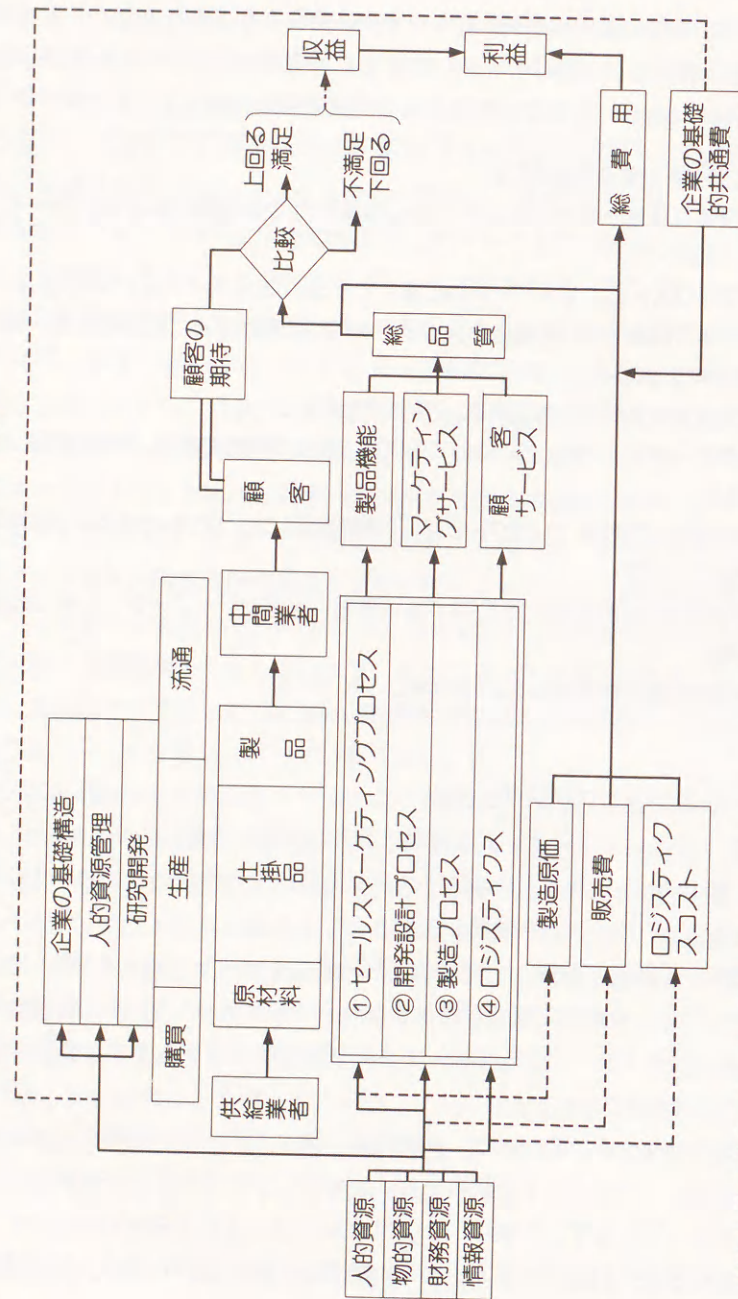 人的資源
物的資源
財務資源
情報資源
企業の基礎構造
人的資源管理
研究開発
購買
生産
流通
供給業者
原材料
仕掛品
製品
中間業者
顧客
顧客の
期待
① セールスマーケティングプロセス
② 開発設計プロセス
③ 製造プロセス
④ ロジスティクス
製品機能
マーケティン
グサービス
顧客
サービス
総品質
比較
上回る
満足
不満足
下回る
収益
利益
製造原価
販売費
ロジスティク
スコスト
総費用
企業の基礎
的共通費